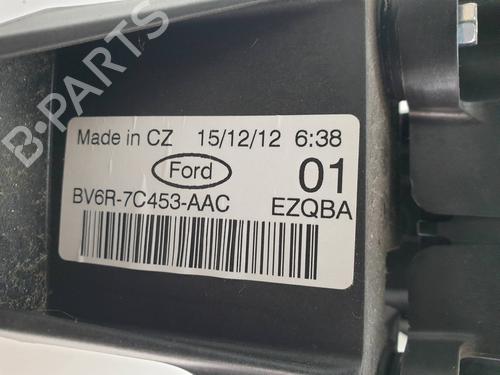 B-PARTS
Made in CZ 15/12/12 6:38
Ford 01
BV6R-7C453-AAC EZQBA